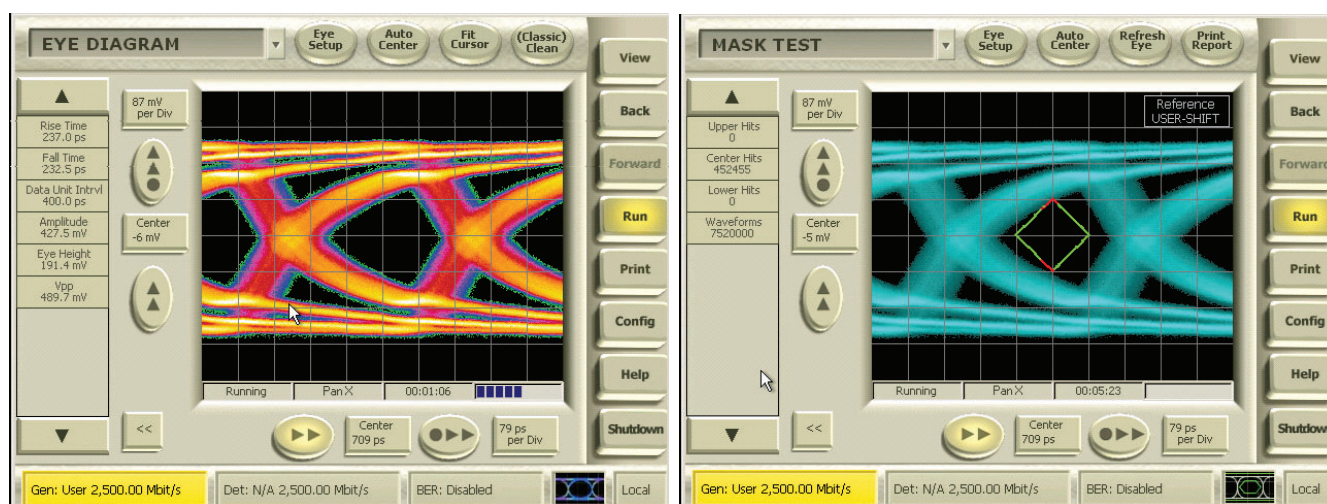 EYE DIAGRAM
Eye
Setup
Auto
Center
Fit
Cursor
(Classic)
Clean
View
Back
Forward
Run
Print
Config
Help
Shutdown
Rise Time
237.0 ps
Fall Time
232.5 ps
Data Unit Intrvl
400.0 ps
Amplitude
427.5 mV
Eye Height
191.4 mV
Vpp
489.7 mV
87 mV
per Div
Center
-6 mV
Running
Pan X
00:01:06
<<
Center
709 ps
79 ps
per Div
Gen: User 2,500.00 Mbit/s
Det: N/A 2,500.00 Mbit/s
BER: Disabled
Local
MASK TEST
Eye
Setup
Auto
Center
Refresh
Eye
Print
Report
View
Back
Forward
Run
Print
Config
Help
Shutdow
Upper Hits
0
Center Hits
452455
Lower Hits
0
Waveforms
7520000
87 mV
per Div
Center
-5 mV
Reference
USER-SHIFT
Running
Pan X
00:05:23
<<
Center
709 ps
79 ps
per Div
Gen: User 2,500.00 Mbit/s
Det: N/A 2,500.00 Mbit/s
BER: Disabled
Local